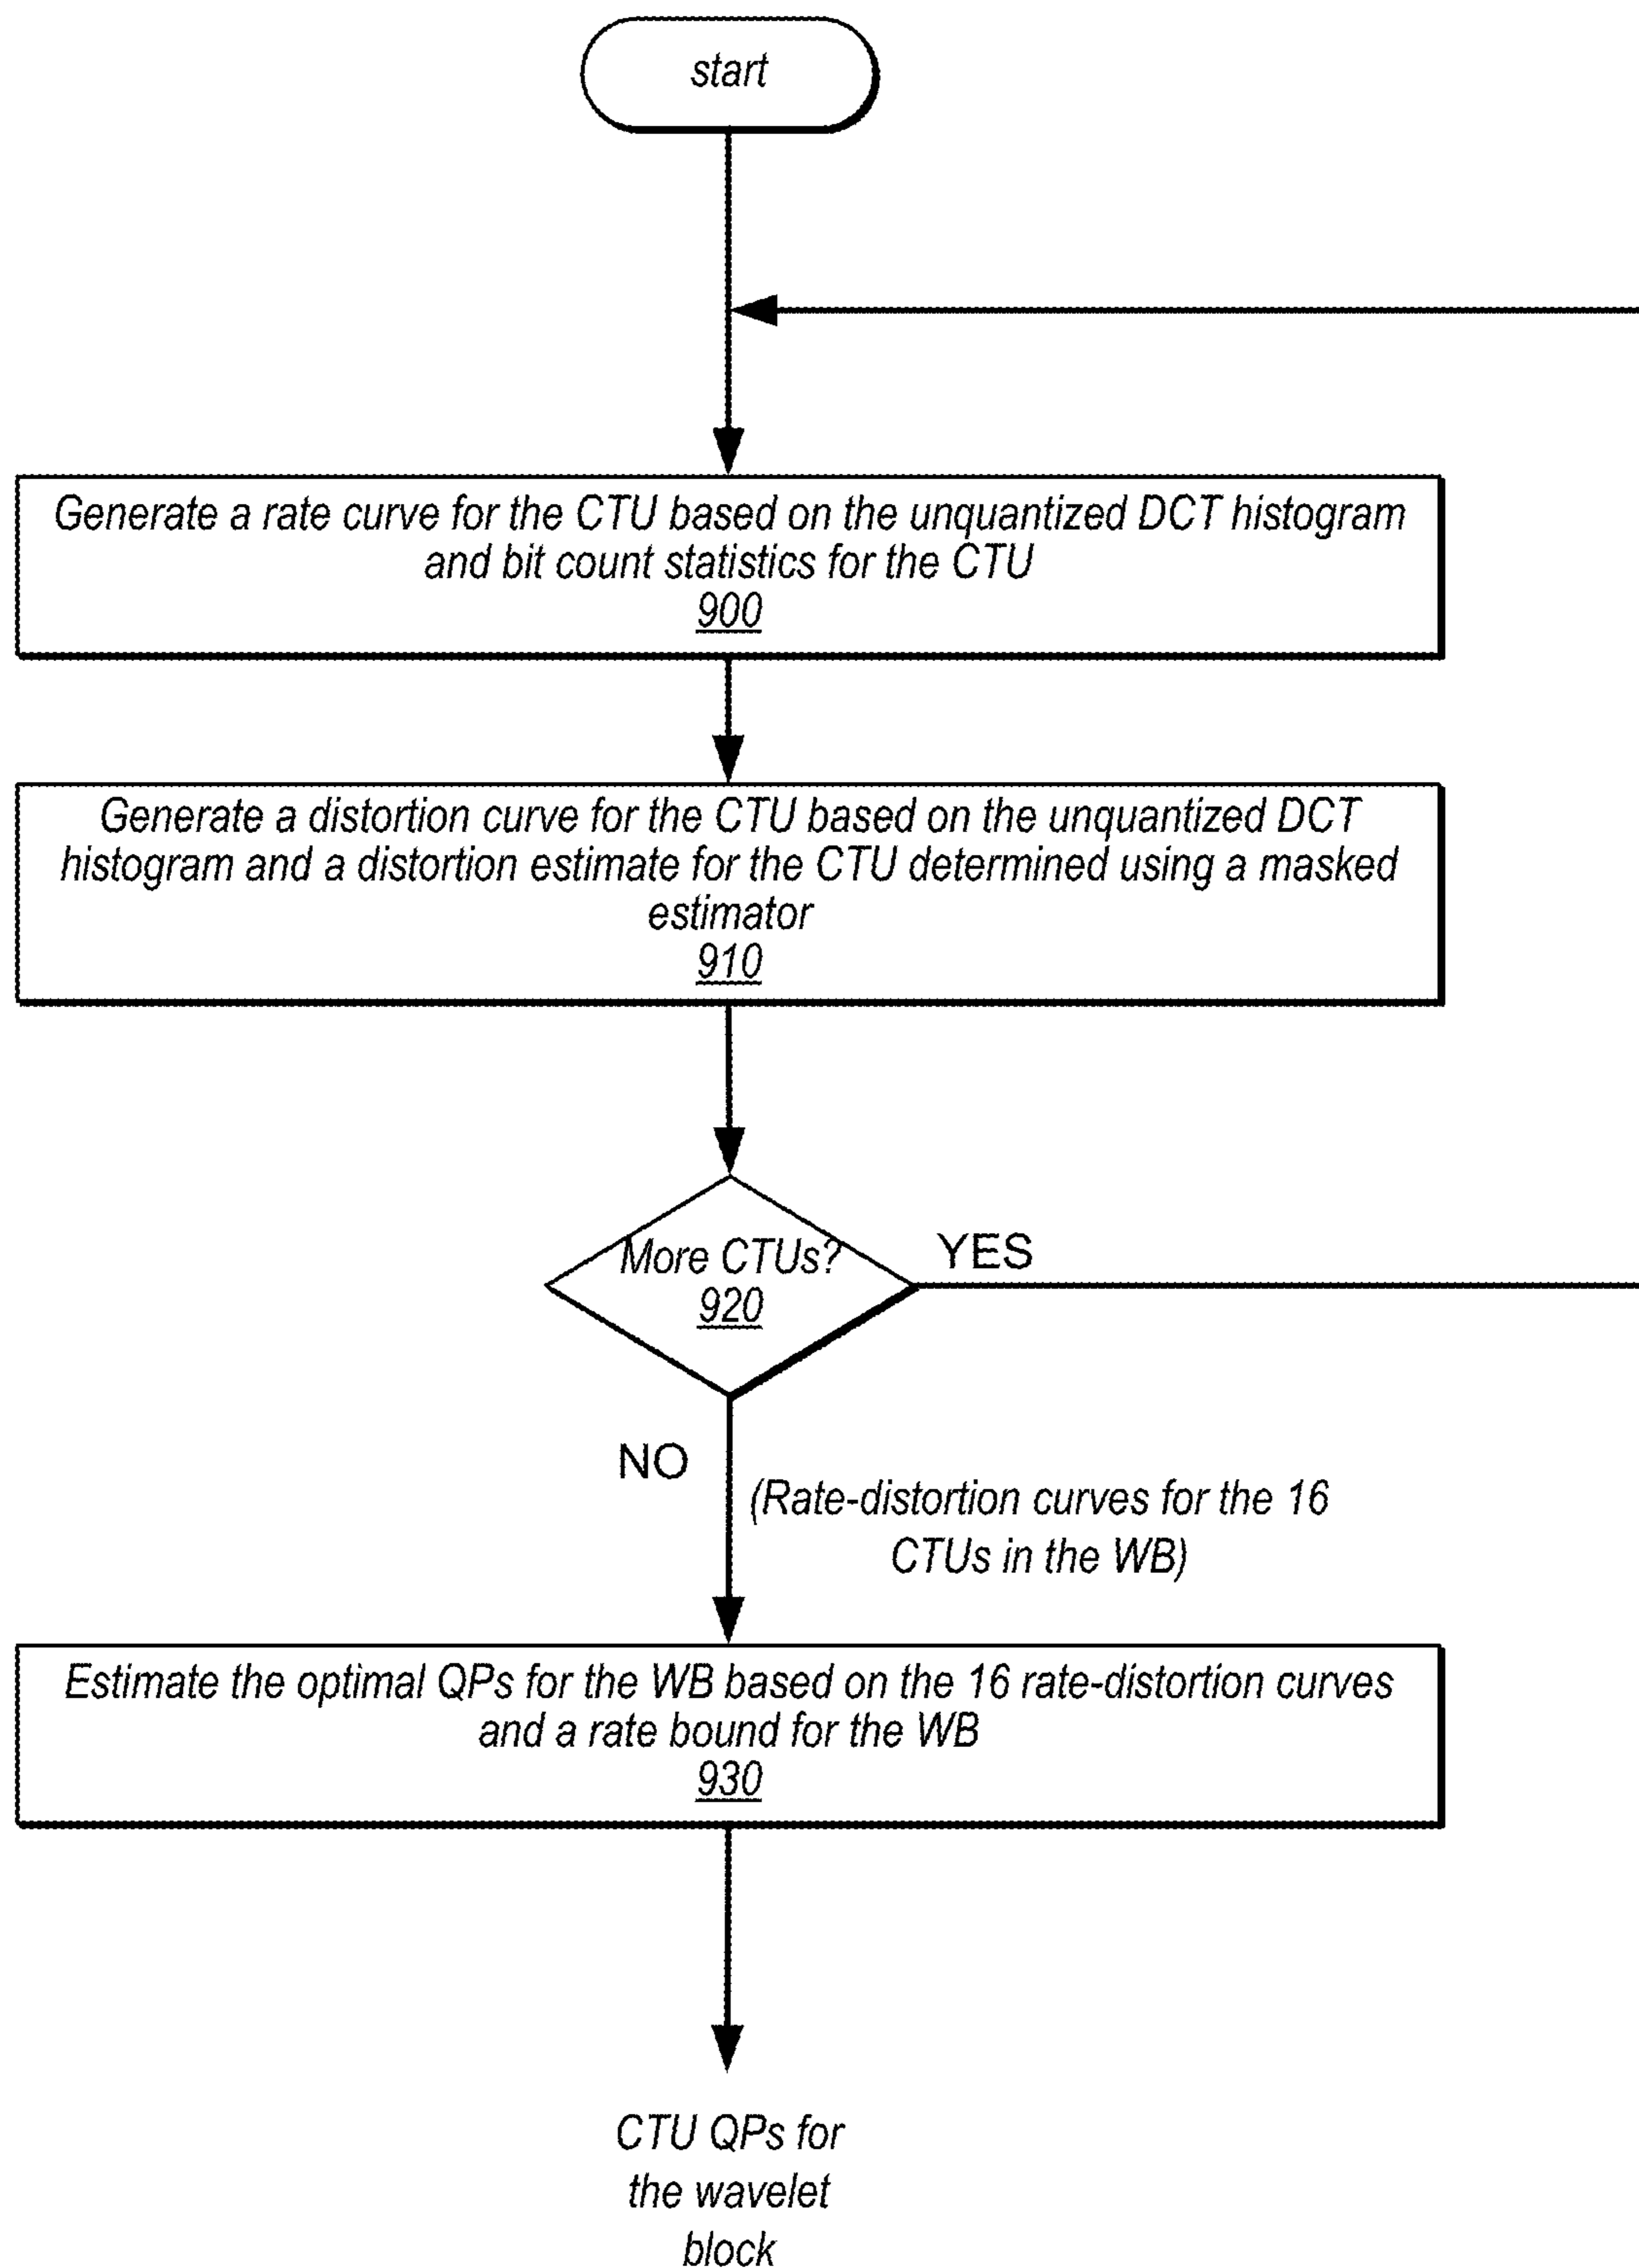 start
Generate a rate curve for the CTU based on the unquantized DCT histogram
and bit count statistics for the CTU
900
Generate a distortion curve for the CTU based on the unquantized DCT
histogram and a distortion estimate for the CTU determined using a masked
estimator
910
More CTUs?
920
YES
NO
(Rate-distortion curves for the 16
CTUs in the WB)
Estimate the optimal QPs for the WB based on the 16 rate-distortion curves
and a rate bound for the WB
930
CTU QPs for
the wavelet
block